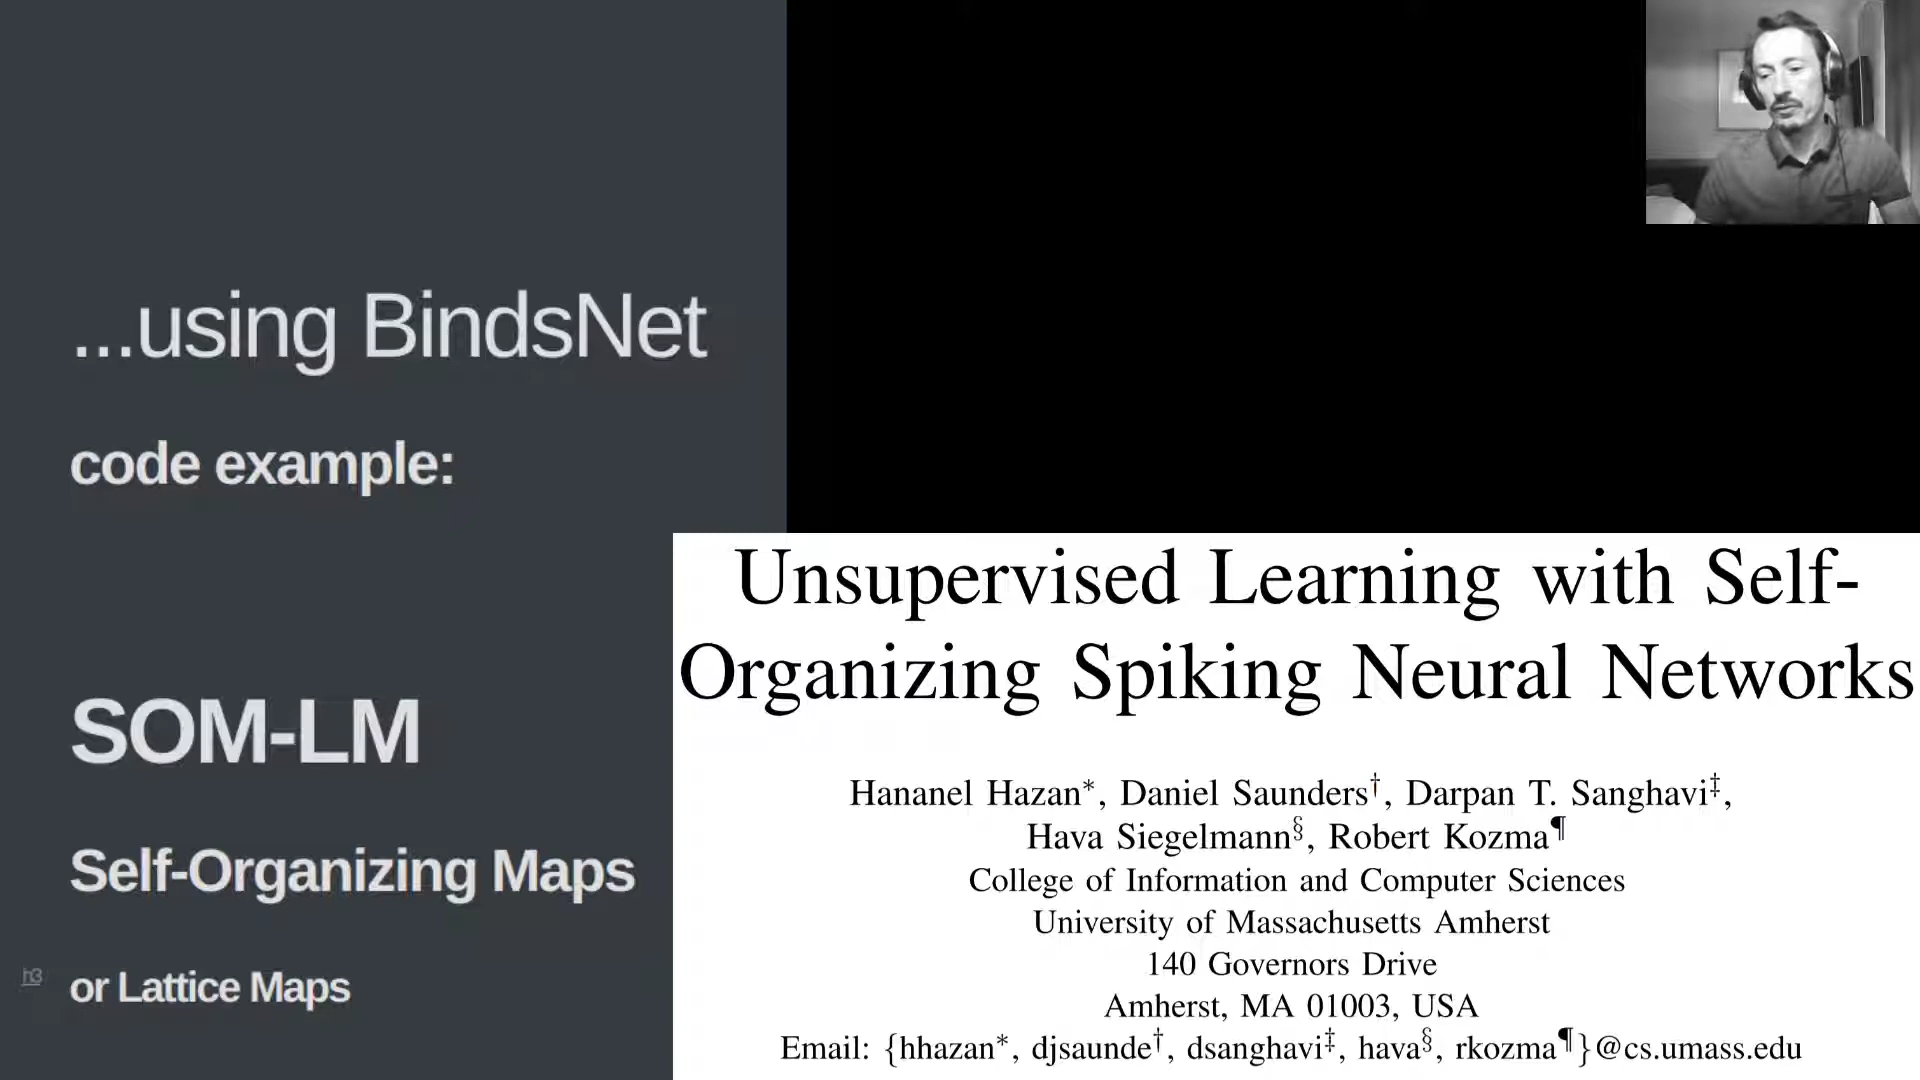 ...using BindsNet
code example:
SOM-LM
Self-Organizing Maps
h3
or Lattice Maps
Unsupervised Learning with Self-
Organizing Spiking Neural Networks
Hananel Hazan*, Daniel Saunders†, Darpan T. Sanghavi‡,
Hava Siegelmann§, Robert Kozma¶
College of Information and Computer Sciences
University of Massachusetts Amherst
140 Governors Drive
Amherst, MA 01003, USA
Email: {hhazan*, djsaunde†, dsanghavi‡, hava§, rkozma¶}@cs.umass.edu